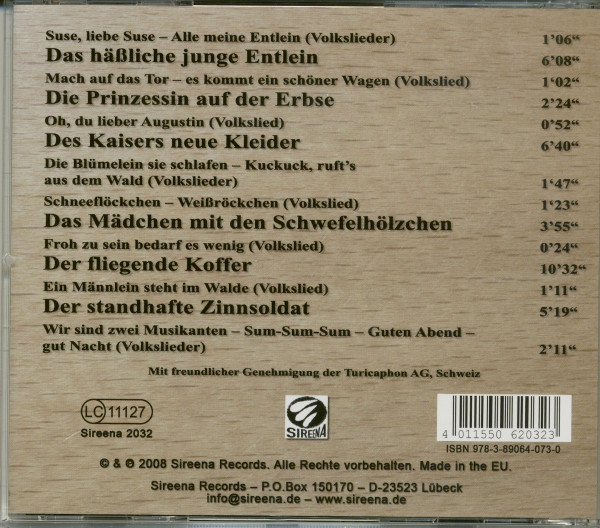 Suse, liebe Suse – Alle meine Entlein (Volkslieder) 1'06“
Das häßliche junge Entlein 6'08“
Mach auf das Tor – es kommt ein schöner Wagen (Volkslied) 1'02“
Die Prinzessin auf der Erbse 2'24“
Oh, du lieber Augustin (Volkslied) 0'52“
Des Kaisers neue Kleider 6'40“
Die Blümelein sie schlafen – Kuckuck, ruft's
aus dem Wald (Volkslieder) 1'47“
Schneeflöckchen – Weißröckchen (Volkslied) 1'23“
Das Mädchen mit den Schwefelhölzchen 3'55“
Froh zu sein bedarf es wenig (Volkslied) 0'24“
Der fliegende Koffer 10'32“
Ein Männlein steht im Walde (Volkslied) 1'11“
Der standhafte Zinnsoldat 5'19“
Wir sind zwei Musikanten – Sum-Sum-Sum – Guten Abend –
gut Nacht (Volkslieder) 2'11“
Mit freundlicher Genehmigung der Turicaphon AG, Schweiz
LC 11127
Sireena 2032
SIREENA
4 011550 620323
ISBN 978-3-89064-073-0
© & ℗ 2008 Sireena Records. Alle Rechte vorbehalten. Made in the EU.
Sireena Records – P.O.Box 150170 – D-23523 Lübeck
info@sireena.de – www.sireena.de